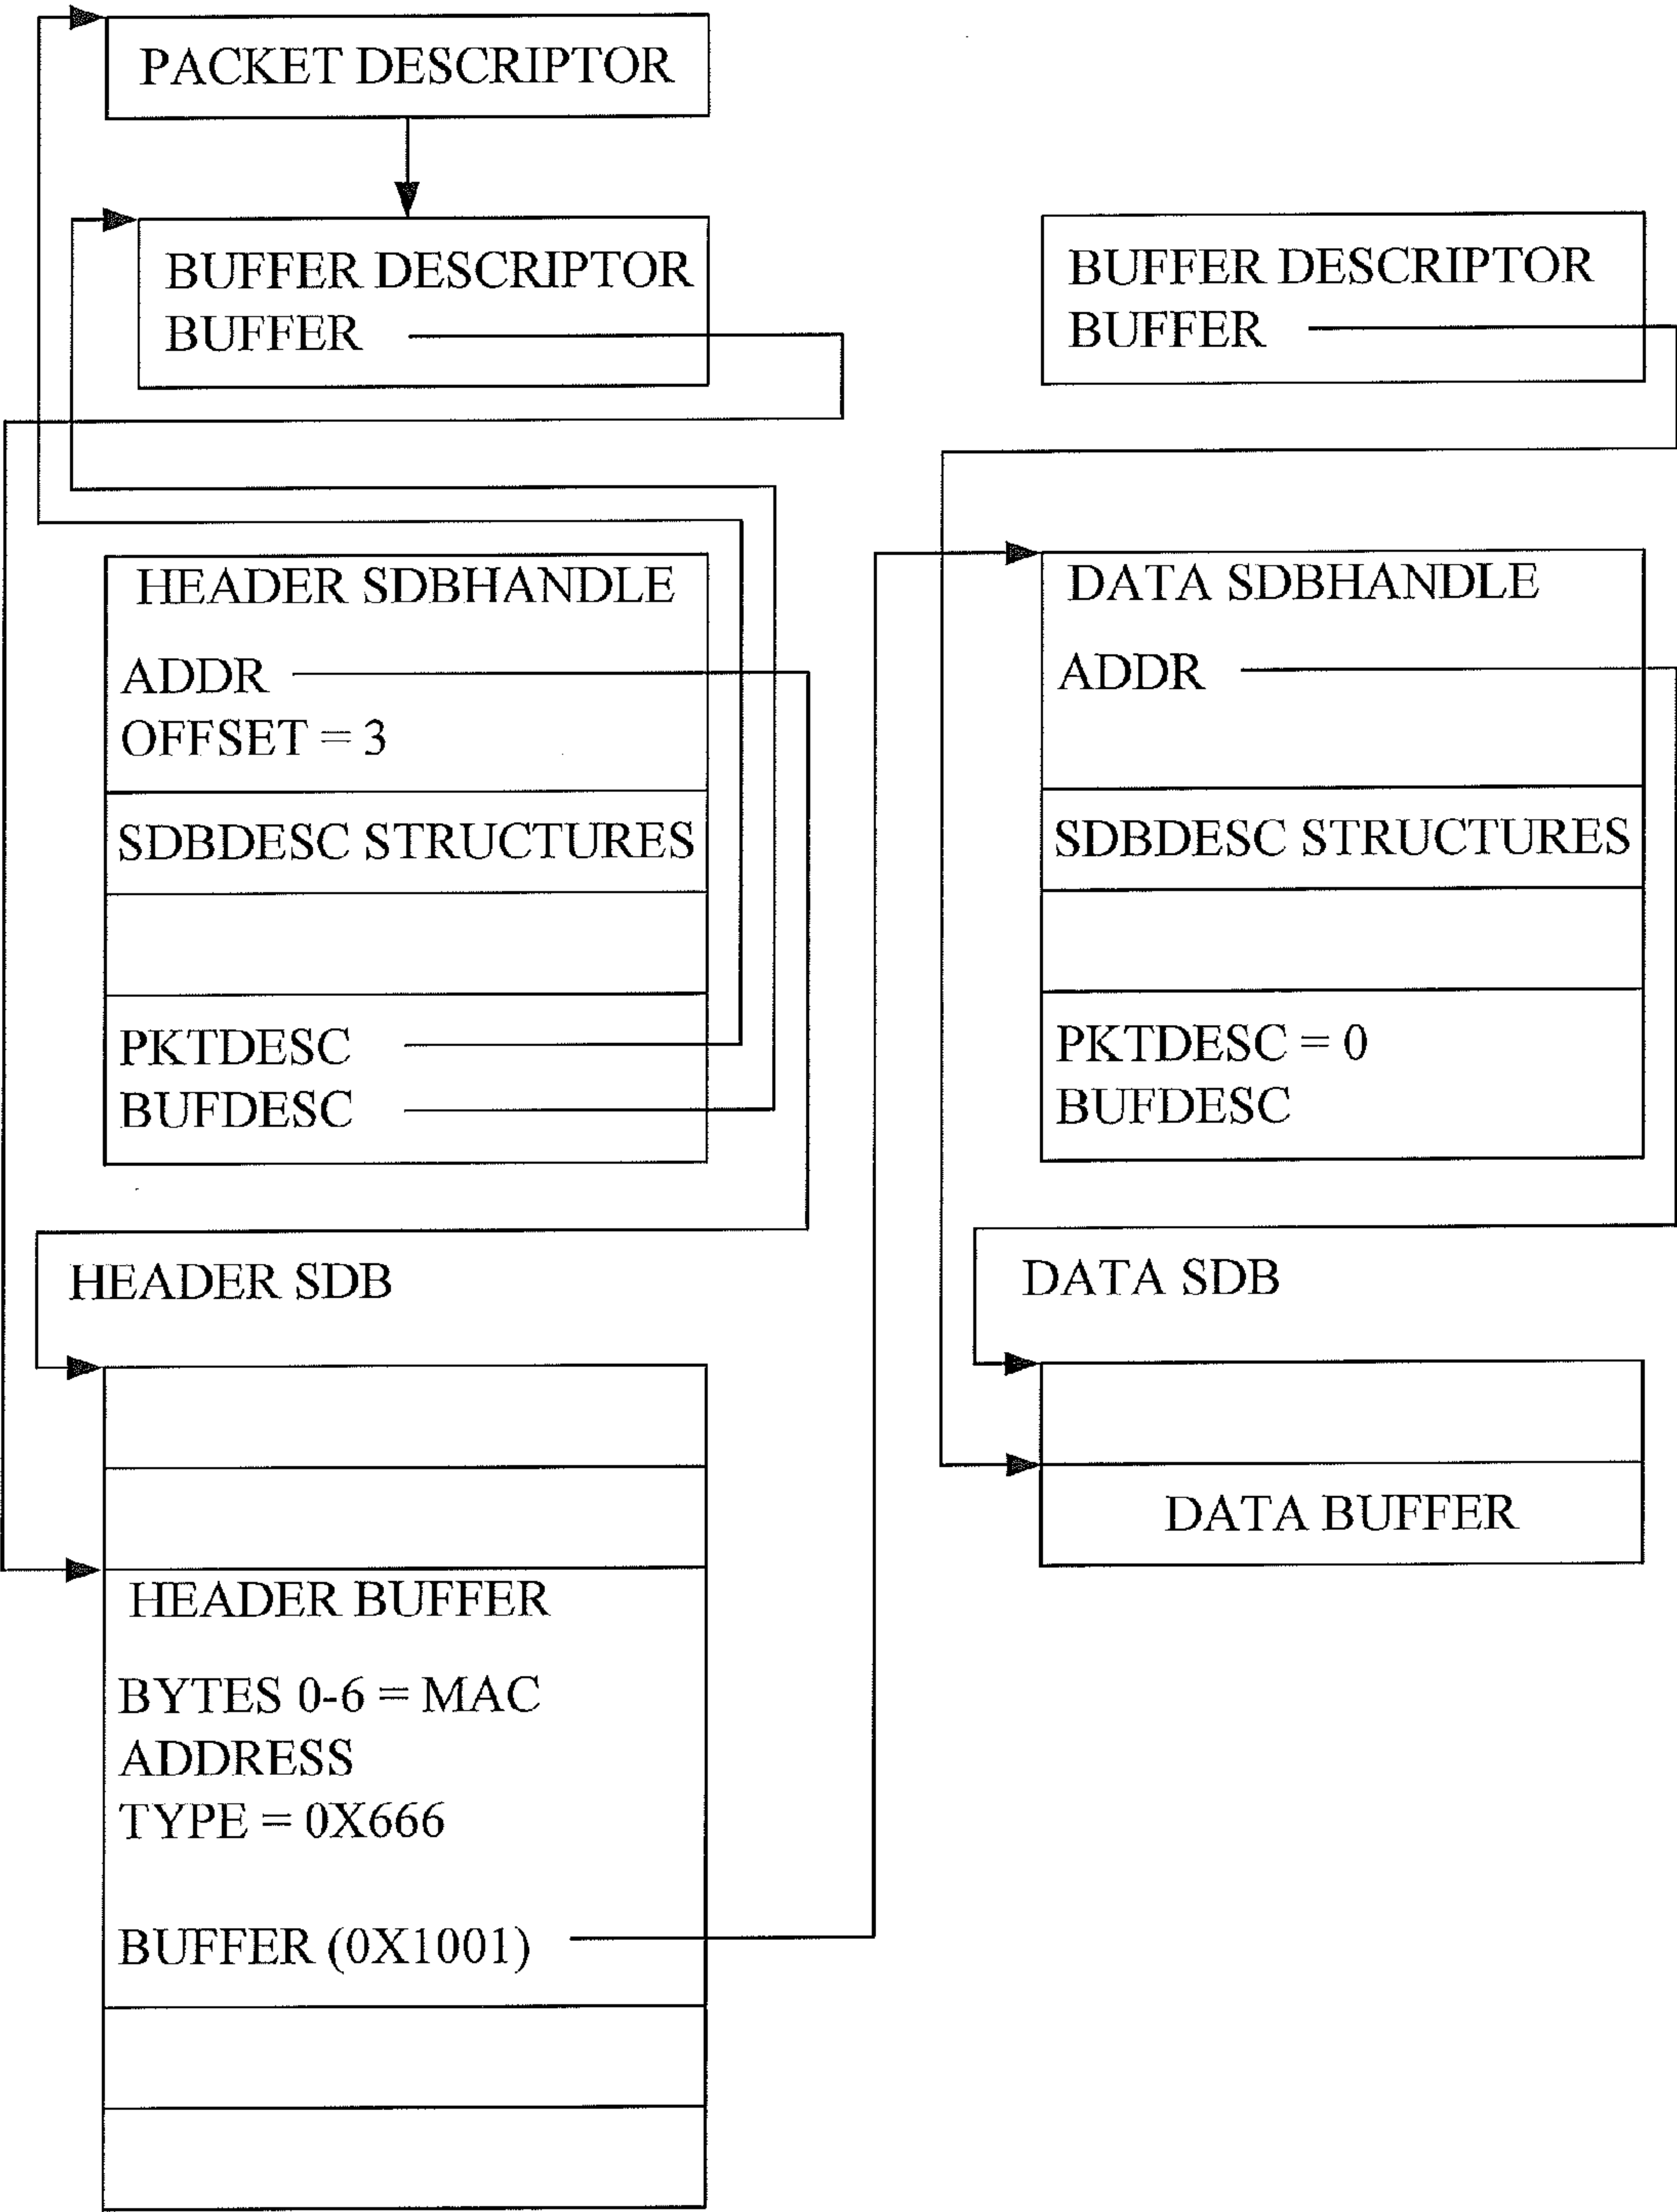 PACKET DESCRIPTOR
BUFFER DESCRIPTOR
BUFFER
HEADER SDBHANDLE
ADDR
OFFSET = 3
SDBDESC STRUCTURES
PKTDESC
BUFDESC
HEADER SDB
HEADER BUFFER
BYTES 0-6 = MAC
ADDRESS
TYPE = 0X666
BUFFER (0X1001)
BUFFER DESCRIPTOR
BUFFER
DATA SDBHANDLE
ADDR
SDBDESC STRUCTURES
PKTDESC = 0
BUFDESC
DATA SDB
DATA BUFFER